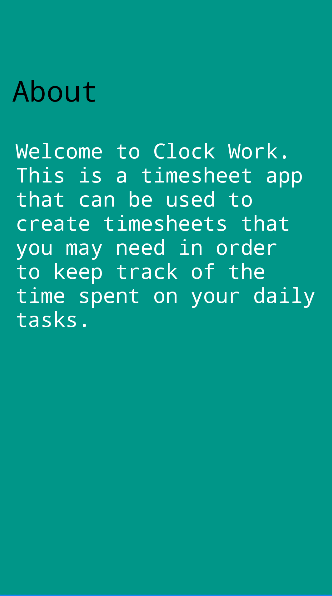 About
Welcome to Clock Work.
This is a timesheet app
that can be used to
create timesheets that
you may need in order
to keep track of the
time spent on your daily
tasks.